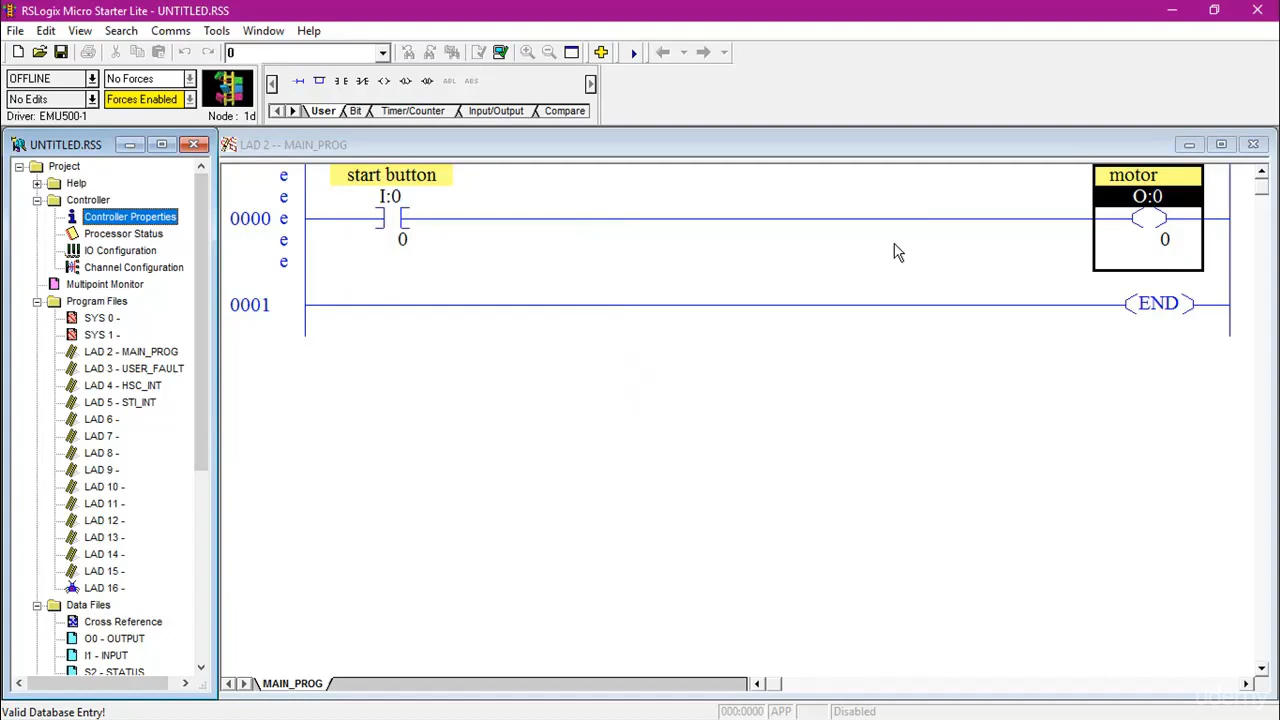 RSLogix Micro Starter Lite - UNTITLED.RSS
File Edit View Search Comms Tools Window Help
0
OFFLINE No Forces
No Edits Forces Enabled
Driver: EMU500-1 Node : 1d
User Bit Timer/Counter Input/Output Compare
UNTITLED.RSS
Project
Help
Controller
Controller Properties
Processor Status
IO Configuration
Channel Configuration
Multipoint Monitor
Program Files
SYS 0 -
SYS 1 -
LAD 2 - MAIN_PROG
LAD 3 - USER_FAULT
LAD 4 - HSC_INT
LAD 5 - STI_INT
LAD 6 -
LAD 7 -
LAD 8 -
LAD 9 -
LAD 10 -
LAD 11 -
LAD 12 -
LAD 13 -
LAD 14 -
LAD 15 -
LAD 16 -
Data Files
Cross Reference
O0 - OUTPUT
I1 - INPUT
S2 - STATUS
LAD 2 -- MAIN_PROG
e start button motor
e I:0 O:0
0000 e
e 0 0
e
0001 END
MAIN_PROG
Valid Database Entry!
000:0000 APP Disabled
udemy